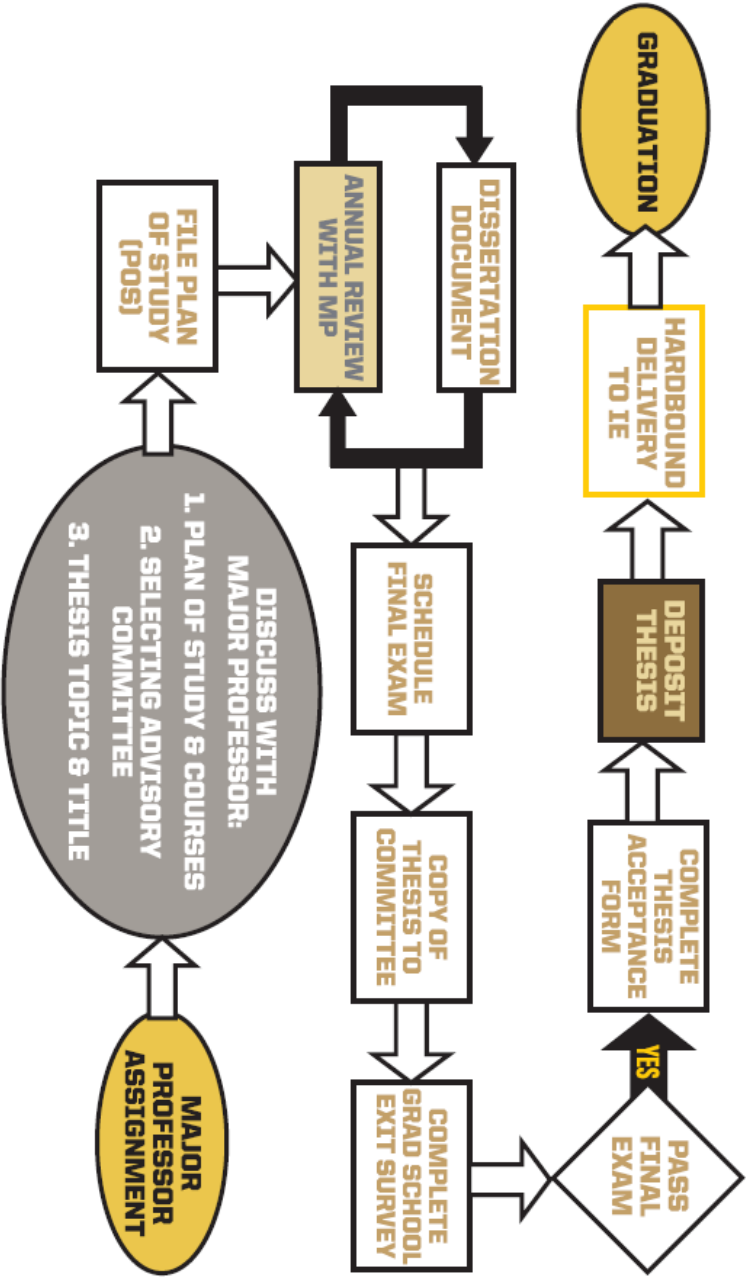 MAJOR
PROFESSOR
ASSIGNMENT
DISCUSS WITH
MAJOR PROFESSOR:
1. PLAN OF STUDY & COURSES
2. SELECTING ADVISORY
COMMITTEE
3. THESIS TOPIC & TITLE
FILE PLAN
OF STUDY
(POS)
ANNUAL REVIEW
WITH MP
DISSERTATION
DOCUMENT
SCHEDULE
FINAL EXAM
COPY OF
THESIS TO
COMMITTEE
COMPLETE
GRAD SCHOOL
EXIT SURVEY
PASS
FINAL
EXAM
YES
COMPLETE
THESIS
ACCEPTANCE
FORM
DEPOSIT
THESIS
HARDBOUND
DELIVERY
TO IE
GRADUATION